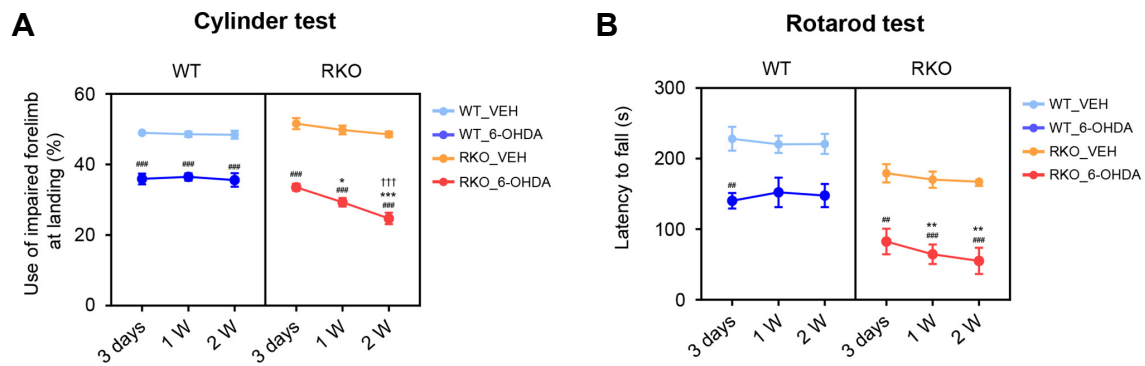 A
Cylinder test
WT
RKO
Use of impaired forelimb
at landing (%)
60
40
20
0
###
###
###
###
*
###
†††
***
###
3 days
1 W
2 W
3 days
1 W
2 W
WT_VEH
WT_6-OHDA
RKO_VEH
RKO_6-OHDA
B
Rotarod test
WT
RKO
Latency to fall (s)
300
200
100
0
##
##
**
###
**
###
3 days
1 W
2 W
3 days
1 W
2 W
WT_VEH
WT_6-OHDA
RKO_VEH
RKO_6-OHDA